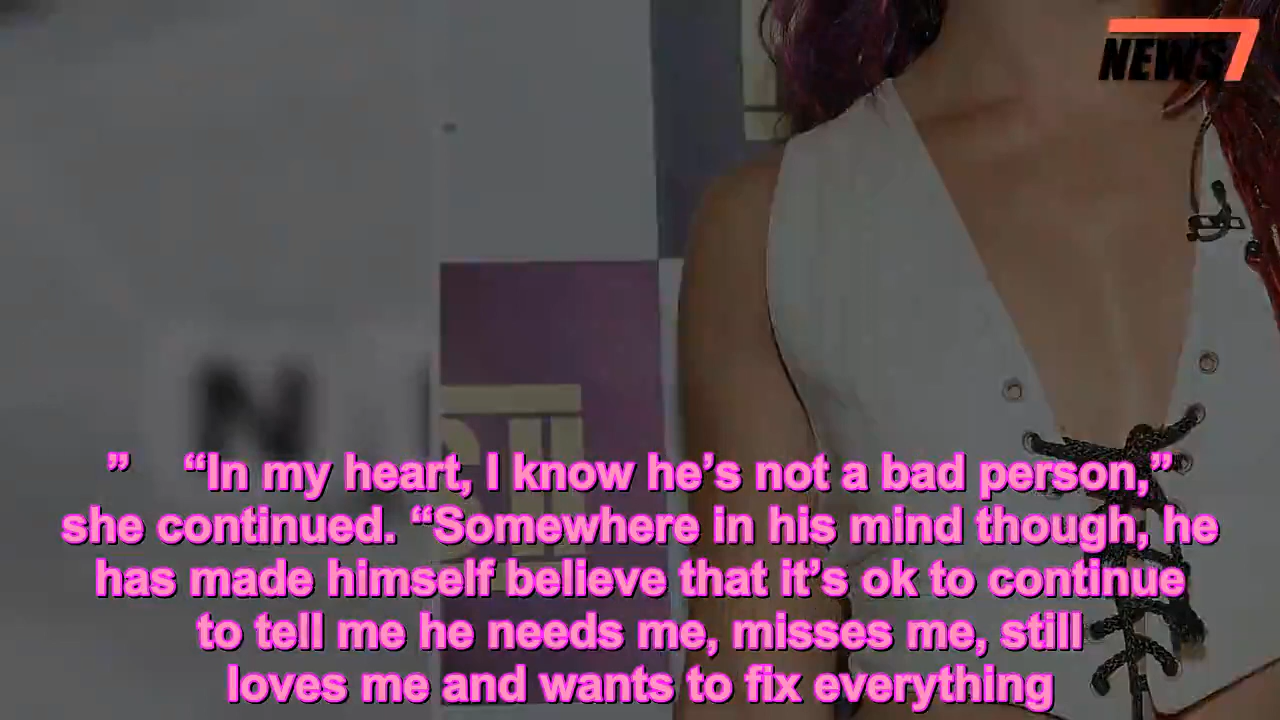 NEWS 7
N
” “In my heart, I know he’s not a bad person,”
she continued. “Somewhere in his mind though, he
has made himself believe that it’s ok to continue
to tell me he needs me, misses me, still
loves me and wants to fix everything